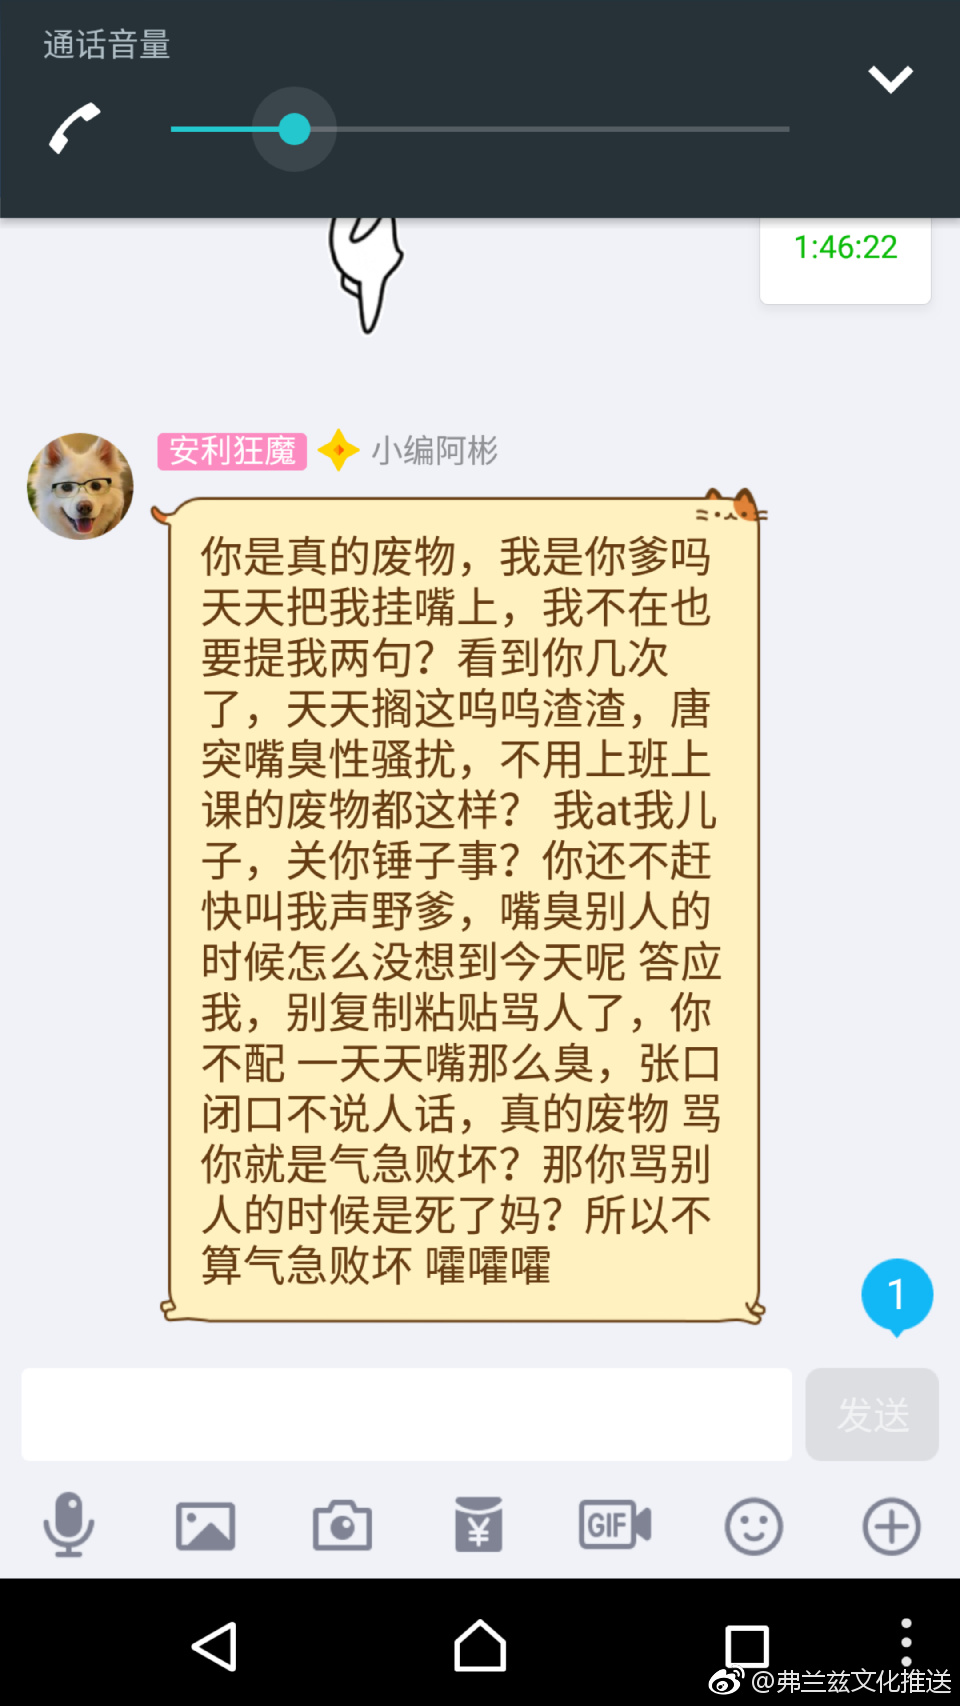 通话音量
1:46:22
安利狂魔 小编阿彬
你是真的废物，我是你爹吗
天天把我挂嘴上，我不在也
要提我两句？看到你几次
了，天天搁这呜呜渣渣，唐
突嘴臭性骚扰，不用上班上
课的废物都这样？ 我at我儿
子，关你锤子事？你还不赶
快叫我声野爹，嘴臭别人的
时候怎么没想到今天呢 答应
我，别复制粘贴骂人了，你
不配 一天天嘴那么臭，张口
闭口不说人话，真的废物 骂
你就是气急败坏？那你骂别
人的时候是死了妈？所以不
算气急败坏 嚯嚯嚯
1
发送
GIF
@弗兰兹文化推送